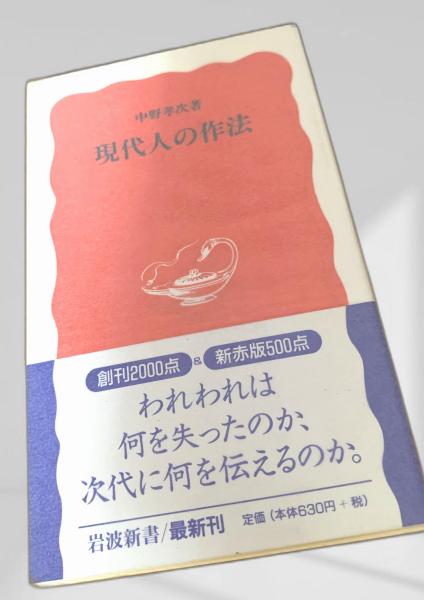 中野孝次著
現代人の作法
創刊2000点 & 新赤版500点
われわれは
何を失ったのか、
次代に何を伝えるのか。
岩波新書/最新刊 定価（本体630円＋税）